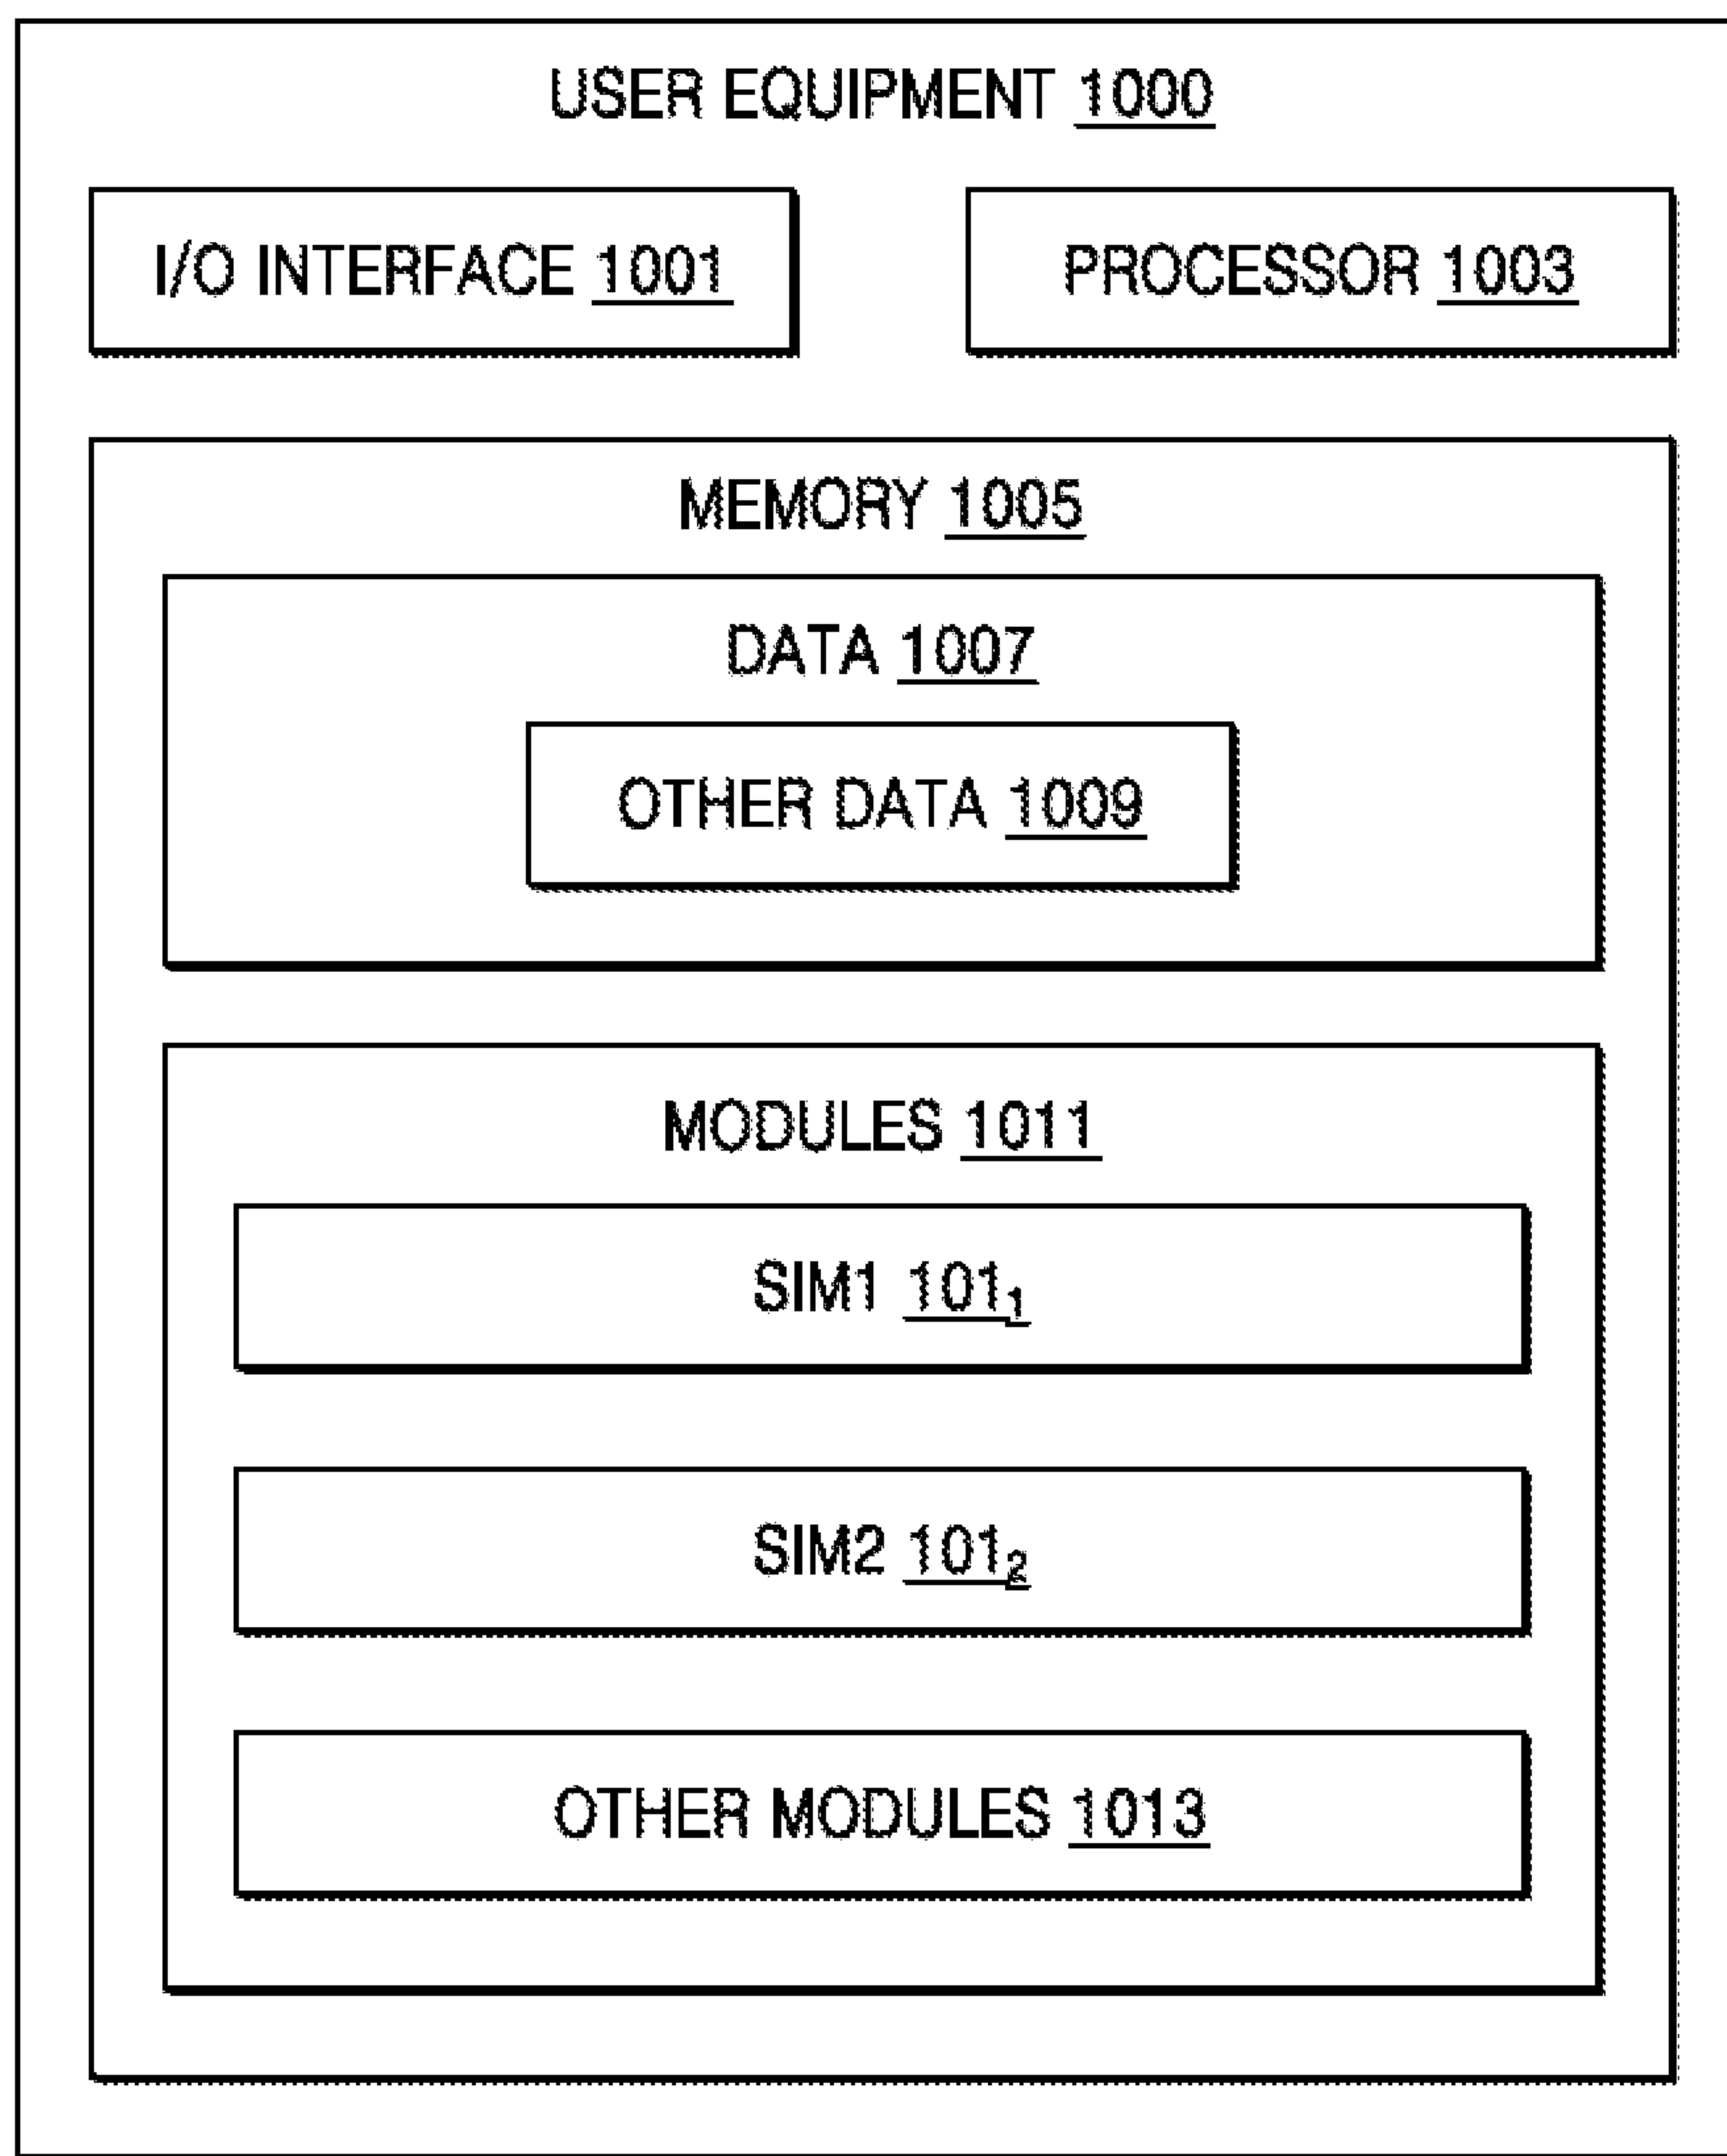 USER EQUIPMENT 1000
I/O INTERFACE 1001
PROCESSOR 1003
MEMORY 1005
DATA 1007
OTHER DATA 1009
MODULES 1011
SIM1 101₁
SIM2 101₂
OTHER MODULES 1013